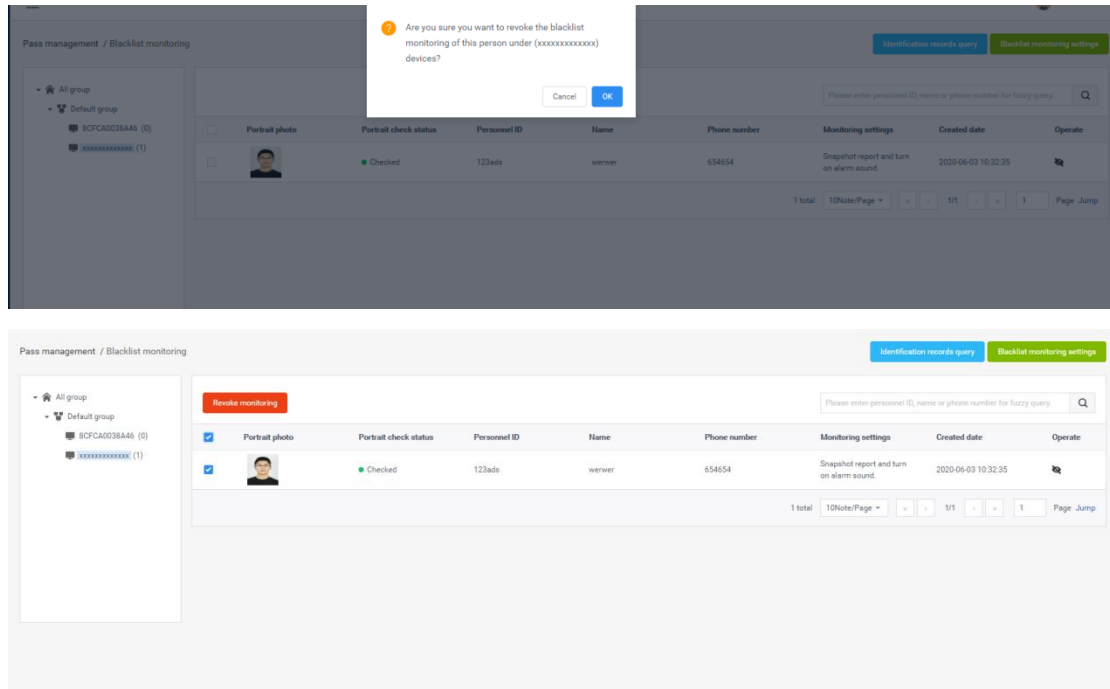 Are you sure you want to revoke the blacklist
monitoring of this person under (xxxxxxxxxxxxx)
devices?
Cancel OK
Pass management / Blacklist monitoring
Identification records query Blacklist monitoring settings
All group
Default group
8CFCA0038A46 (0)
xxxxxxxxxxxxx (1)
Please enter personnel ID, name or phone number for fuzzy query.
Portrait photo Portrait check status Personnel ID Name Phone number Monitoring settings Created date Operate
Checked 123ads werwer 654654 Snapshot report and turn 2020-06-03 10:32:35
on alarm sound.
1 total 10Note/Page « ‹ 1/1 › » 1 Page Jump
Pass management / Blacklist monitoring
Identification records query Blacklist monitoring settings
All group
Default group
8CFCA0038A46 (0)
xxxxxxxxxxxxx (1)
Revoke monitoring
Please enter personnel ID, name or phone number for fuzzy query.
Portrait photo Portrait check status Personnel ID Name Phone number Monitoring settings Created date Operate
Checked 123ads werwer 654654 Snapshot report and turn 2020-06-03 10:32:35
on alarm sound.
1 total 10Note/Page « ‹ 1/1 › » 1 Page Jump